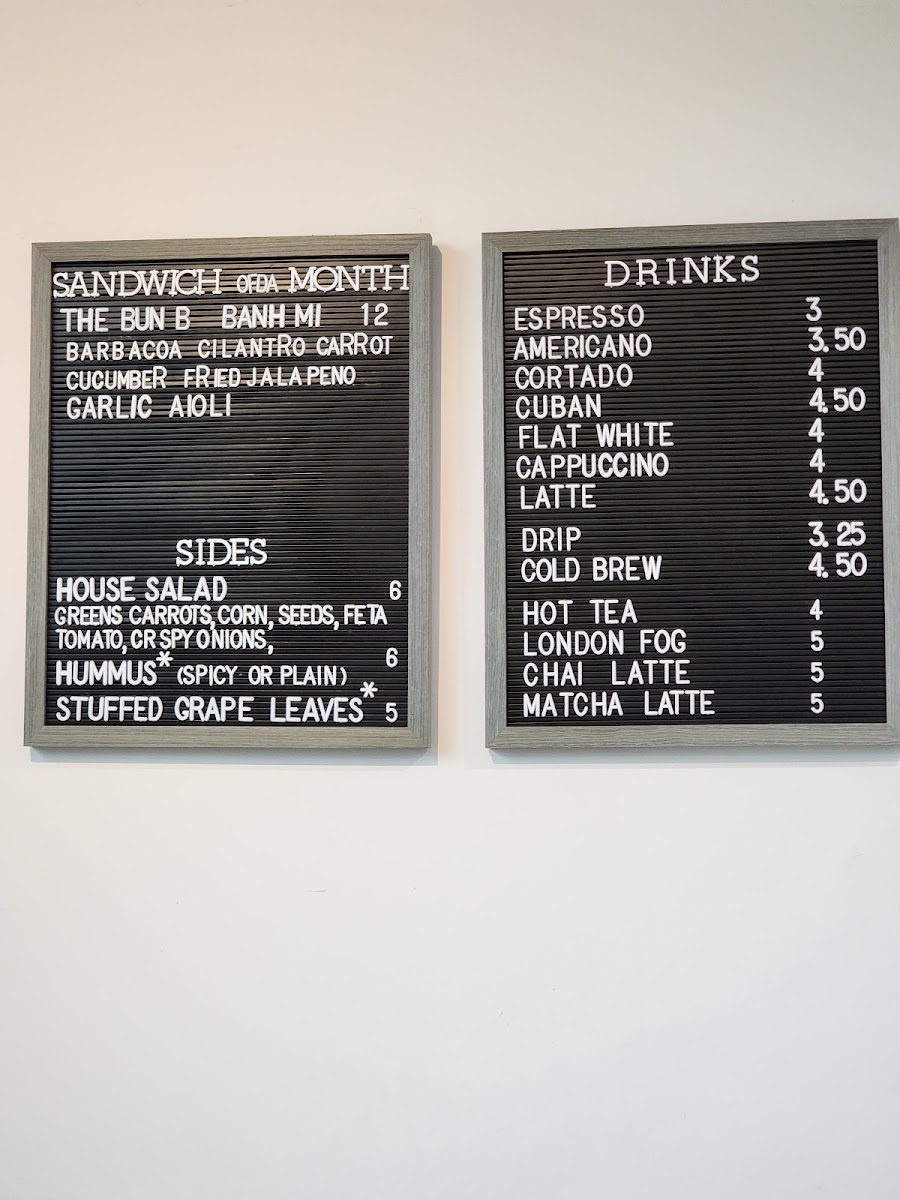 SANDWICH OFDA MONTH
THE BUN B BANH MI 12
BARBACOA CILANTRO CARROT
CUCUMBER FRIED JALAPENO
GARLIC AIOLI
SIDES
HOUSE SALAD 6
GREENS CARROTS, CORN, SEEDS, FETA
TOMATO, CR SPY ONIONS,
HUMMUS* (SPICY OR PLAIN) 6
STUFFED GRAPE LEAVES* 5
DRINKS
ESPRESSO 3
AMERICANO 3.50
CORTADO 4
CUBAN 4.50
FLAT WHITE 4
CAPPUCCINO 4
LATTE 4.50
DRIP 3.25
COLD BREW 4.50
HOT TEA 4
LONDON FOG 5
CHAI LATTE 5
MATCHA LATTE 5